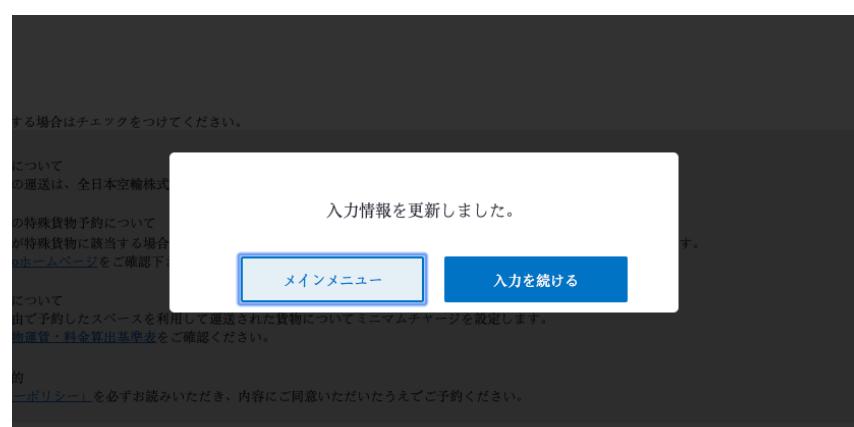 する場合はチェックをつけてください。
について
の運送は、全日本空輸株式
入力情報を更新しました。
の特殊貨物予約について
が特殊貨物に該当する場合
す。
oホームページをご確認下
メインメニュー
入力を続ける
について
由で予約したスペースを利用して運送された貨物についてミニマムチャージを設定します。
物運賃・料金算出基準表をご確認ください。
的
ーポリシー」を必ずお読みいただき、内容にご同意いただいたうえでご予約ください。